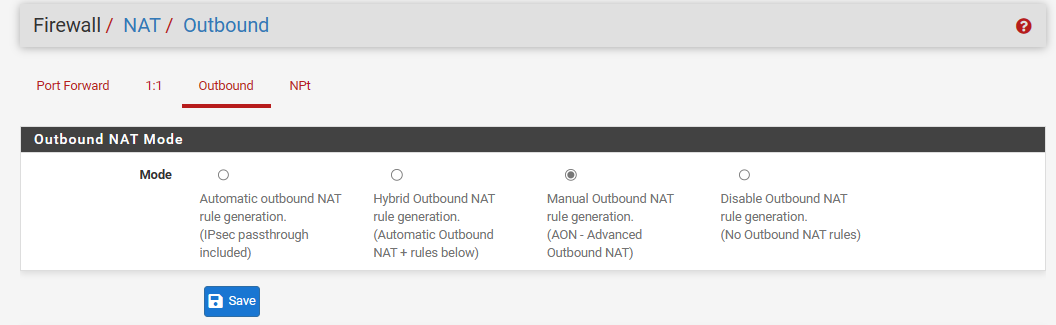 Firewall / NAT / Outbound
Port Forward 1:1 Outbound NPt
Outbound NAT Mode
Mode
Automatic outbound NAT
rule generation.
(IPsec passthrough
included)
Hybrid Outbound NAT
rule generation.
(Automatic Outbound
NAT + rules below)
Manual Outbound NAT
rule generation.
(AON - Advanced
Outbound NAT)
Disable Outbound NAT
rule generation.
(No Outbound NAT rules)
Save